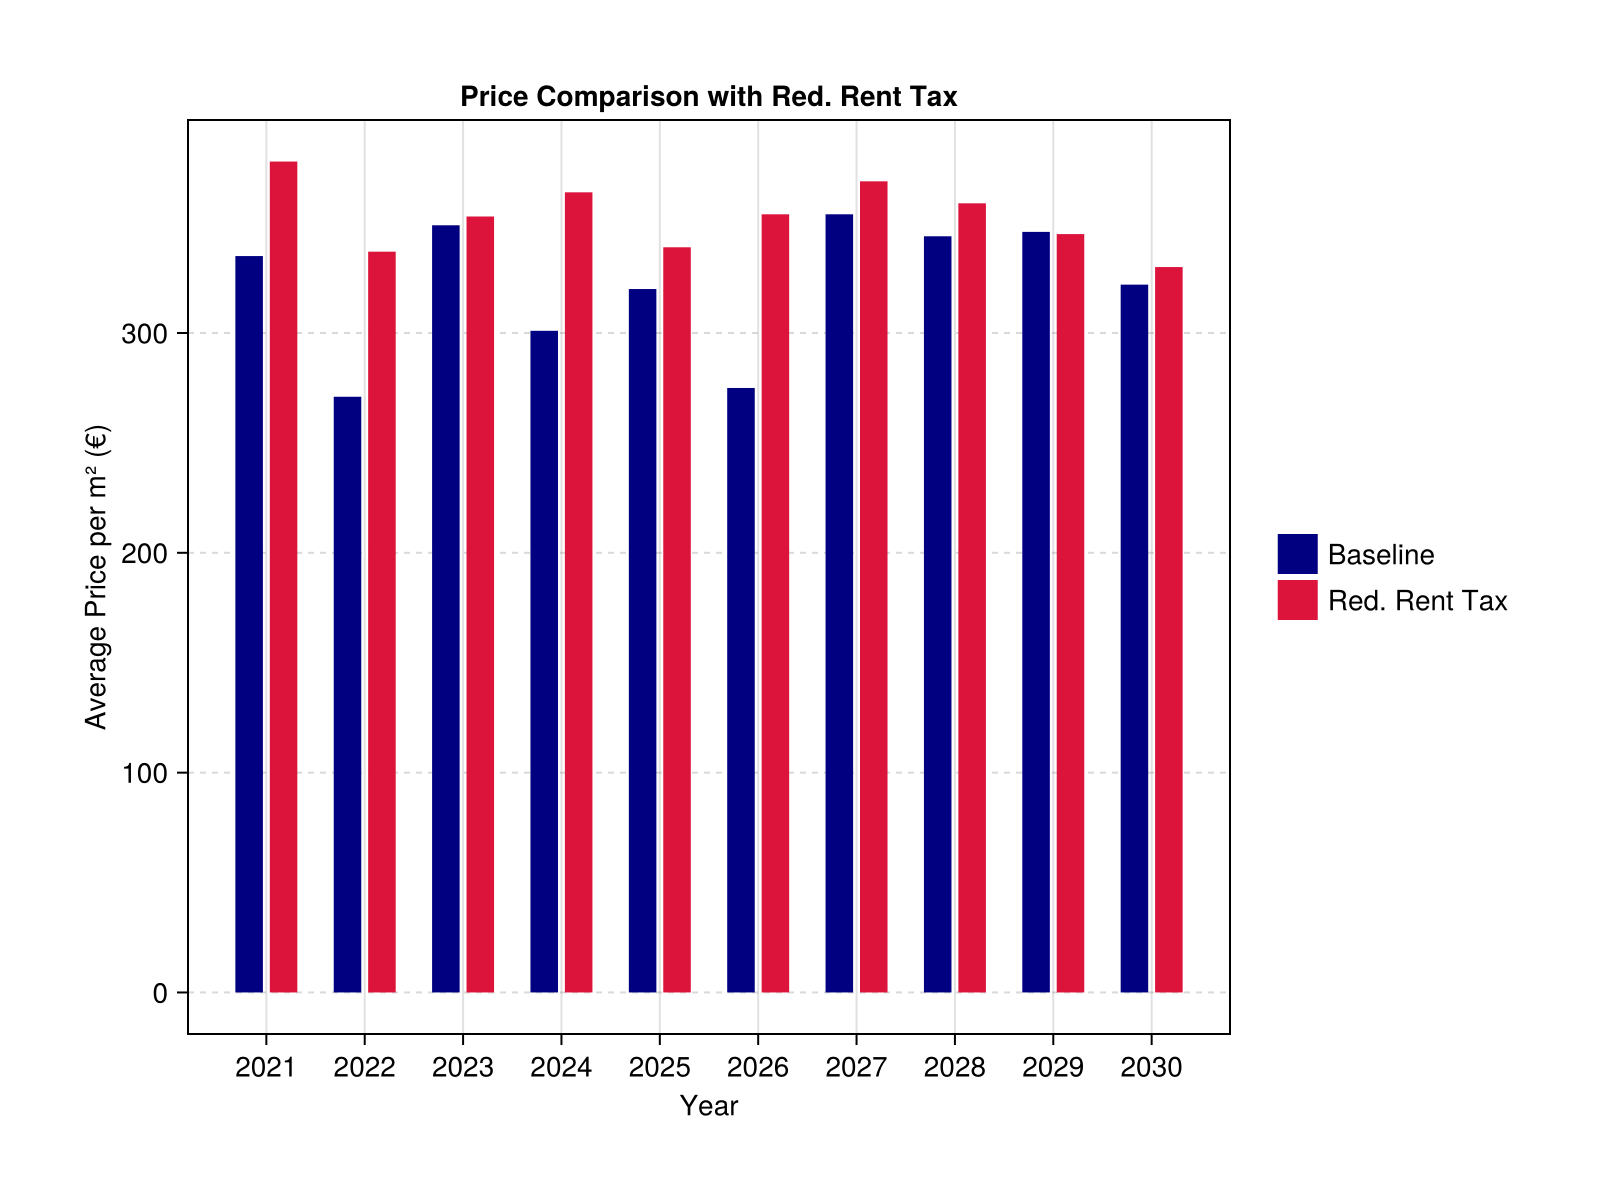 Price Comparison with Red. Rent Tax
Average Price per m² (€)
300
200
100
0
2021 2022 2023 2024 2025 2026 2027 2028 2029 2030
Year
Baseline
Red. Rent Tax